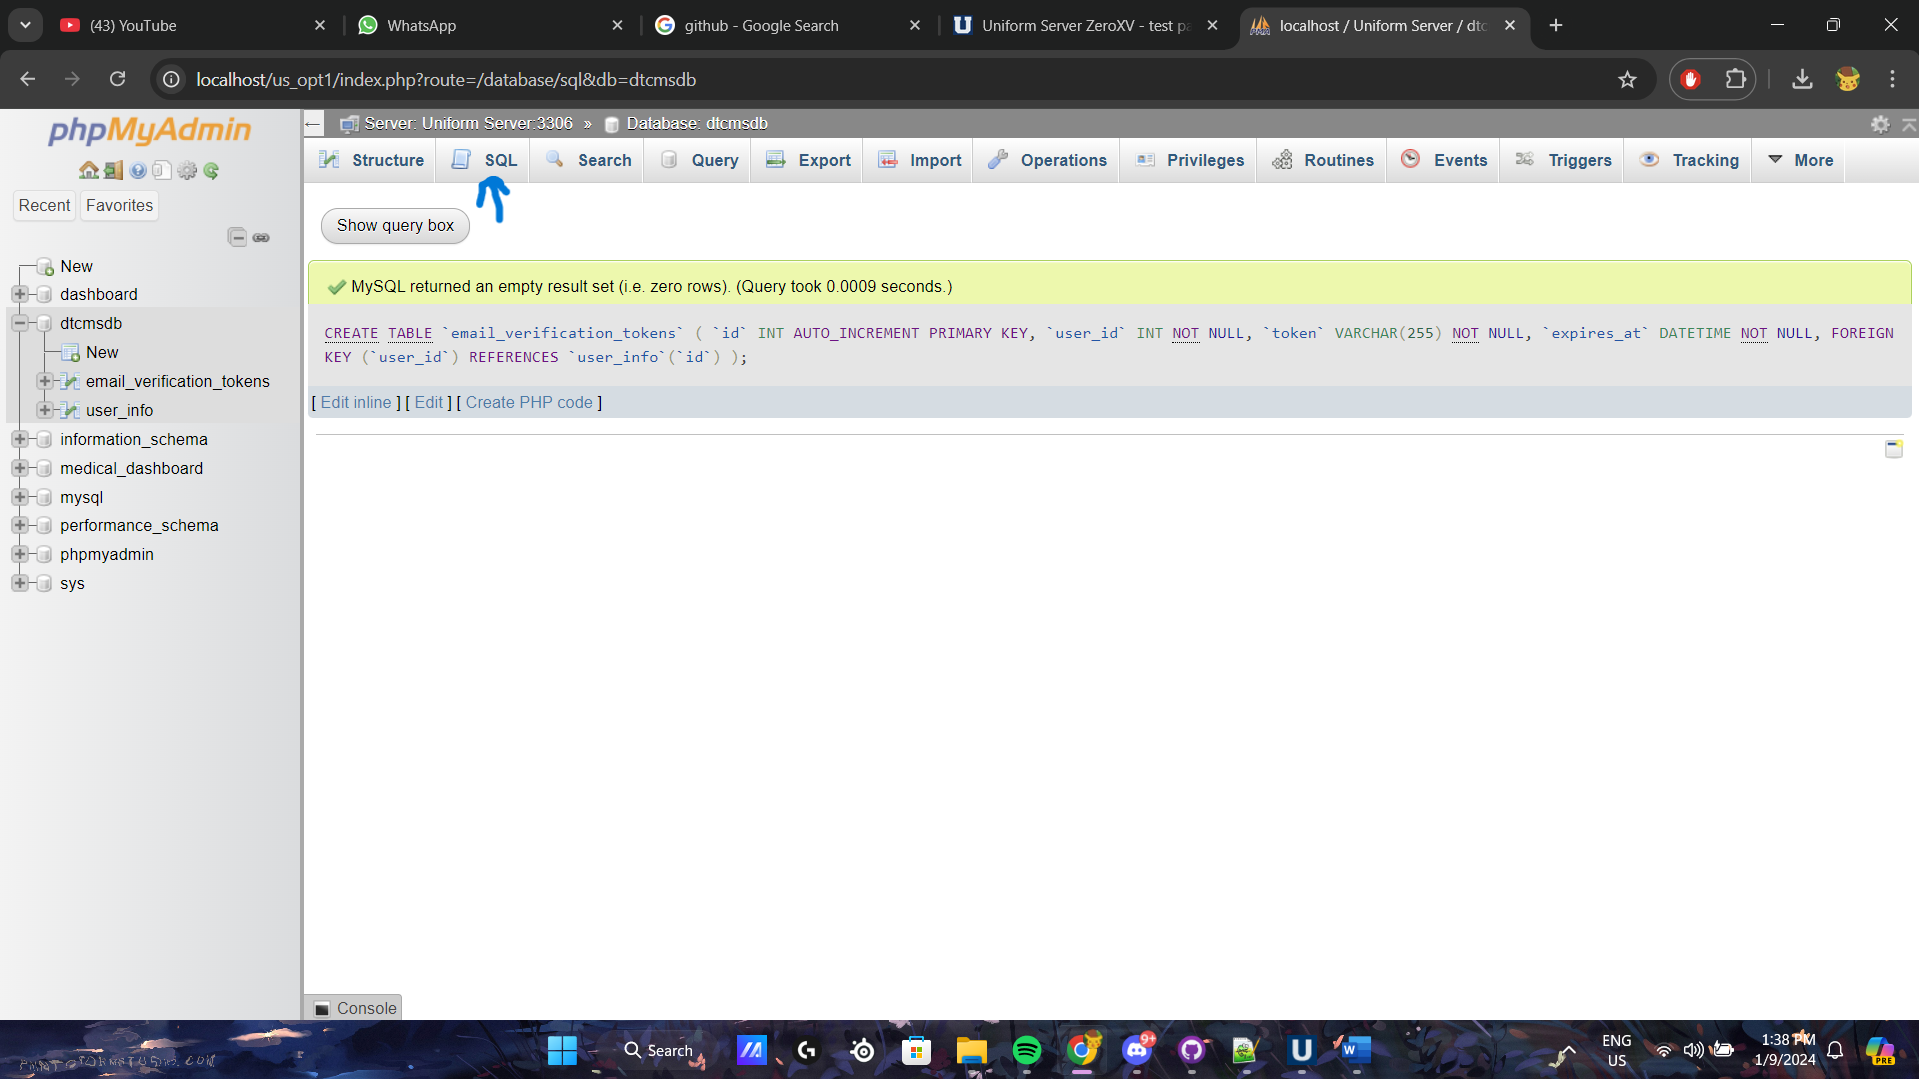 (43) YouTube
WhatsApp
github - Google Search
Uniform Server ZeroXV - test pa
localhost / Uniform Server / dtc
localhost/us_opt1/index.php?route=/database/sql&db=dtcmsdb
phpMyAdmin
Recent
Favorites
New
dashboard
dtcmsdb
New
email_verification_tokens
user_info
information_schema
medical_dashboard
mysql
performance_schema
phpmyadmin
sys
Server: Uniform Server:3306 » Database: dtcmsdb
Structure
SQL
Search
Query
Export
Import
Operations
Privileges
Routines
Events
Triggers
Tracking
More
Show query box
MySQL returned an empty result set (i.e. zero rows). (Query took 0.0009 seconds.)
CREATE TABLE `email_verification_tokens` ( `id` INT AUTO_INCREMENT PRIMARY KEY, `user_id` INT NOT NULL, `token` VARCHAR(255) NOT NULL, `expires_at` DATETIME NOT NULL, FOREIGN
KEY (`user_id`) REFERENCES `user_info`(`id`) );
[ Edit inline ] [ Edit ] [ Create PHP code ]
Console
Search
9+
ENG
US
1:38 PM
1/9/2024
PRE